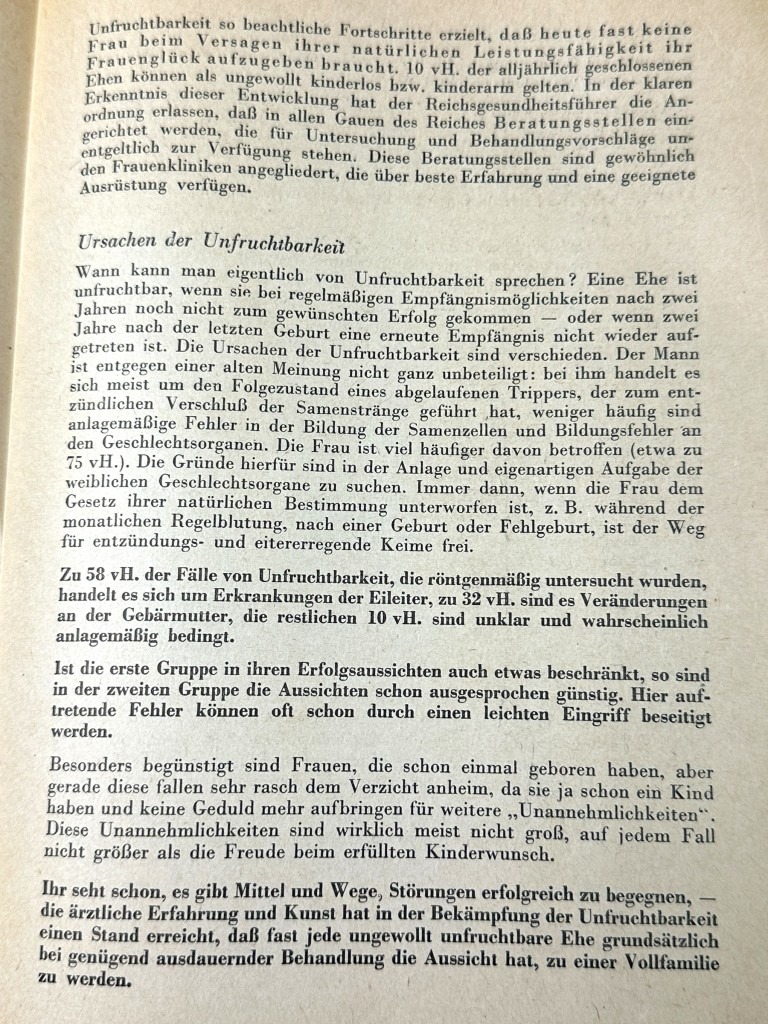 Unfruchtbarkeit so beachtliche Fortschritte erzielt, daß heute fast keine
Frau beim Versagen ihrer natürlichen Leistungsfähigkeit ihr
Frauenglück aufzugeben braucht. 10 vH. der alljährlich geschlossenen
Ehen können als ungewollt kinderlos bzw. kinderarm gelten. In der klaren
Erkenntnis dieser Entwicklung hat der Reichsgesundheitsführer die An-
ordnung erlassen, daß in allen Gauen des Reiches Beratungsstellen ein-
gerichtet werden, die für Untersuchung und Behandlungsvorschläge un-
entgeltlich zur Verfügung stehen. Diese Beratungsstellen sind gewöhnlich
den Frauenkliniken angegliedert, die über beste Erfahrung und eine geeignete
Ausrüstung verfügen.
Ursachen der Unfruchtbarkeit
Wann kann man eigentlich von Unfruchtbarkeit sprechen? Eine Ehe ist
unfruchtbar, wenn sie bei regelmäßigen Empfängnismöglichkeiten nach zwei
Jahren noch nicht zum gewünschten Erfolg gekommen — oder wenn zwei
Jahre nach der letzten Geburt eine erneute Empfängnis nicht wieder auf-
getreten ist. Die Ursachen der Unfruchtbarkeit sind verschieden. Der Mann
ist entgegen einer alten Meinung nicht ganz unbeteiligt: bei ihm handelt es
sich meist um den Folgezustand eines abgelaufenen Trippers, der zum ent-
zündlichen Verschluß der Samenstränge geführt hat, weniger häufig sind
anlagemäßige Fehler in der Bildung der Samenzellen und Bildungsfehler an
den Geschlechtsorganen. Die Frau ist viel häufiger davon betroffen (etwa zu
75 vH.). Die Gründe hierfür sind in der Anlage und eigenartigen Aufgabe der
weiblichen Geschlechtsorgane zu suchen. Immer dann, wenn die Frau dem
Gesetz ihrer natürlichen Bestimmung unterworfen ist, z. B. während der
monatlichen Regelblutung, nach einer Geburt oder Fehlgeburt, ist der Weg
für entzündungs- und eitererregende Keime frei.
Zu 58 vH. der Fälle von Unfruchtbarkeit, die röntgenmäßig untersucht wurden,
handelt es sich um Erkrankungen der Eileiter, zu 32 vH. sind es Veränderungen
an der Gebärmutter, die restlichen 10 vH. sind unklar und wahrscheinlich
anlagemäßig bedingt.
Ist die erste Gruppe in ihren Erfolgsaussichten auch etwas beschränkt, so sind
in der zweiten Gruppe die Aussichten schon ausgesprochen günstig. Hier auf-
tretende Fehler können oft schon durch einen leichten Eingriff beseitigt
werden.
Besonders begünstigt sind Frauen, die schon einmal geboren haben, aber
gerade diese fallen sehr rasch dem Verzicht anheim, da sie ja schon ein Kind
haben und keine Geduld mehr aufbringen für weitere „Unannehmlichkeiten“.
Diese Unannehmlichkeiten sind wirklich meist nicht groß, auf jedem Fall
nicht größer als die Freude beim erfüllten Kinderwunsch.
Ihr seht schon, es gibt Mittel und Wege, Störungen erfolgreich zu begegnen, —
die ärztliche Erfahrung und Kunst hat in der Bekämpfung der Unfruchtbarkeit
einen Stand erreicht, daß fast jede ungewollt unfruchtbare Ehe grundsätzlich
bei genügend ausdauernder Behandlung die Aussicht hat, zu einer Vollfamilie
zu werden.